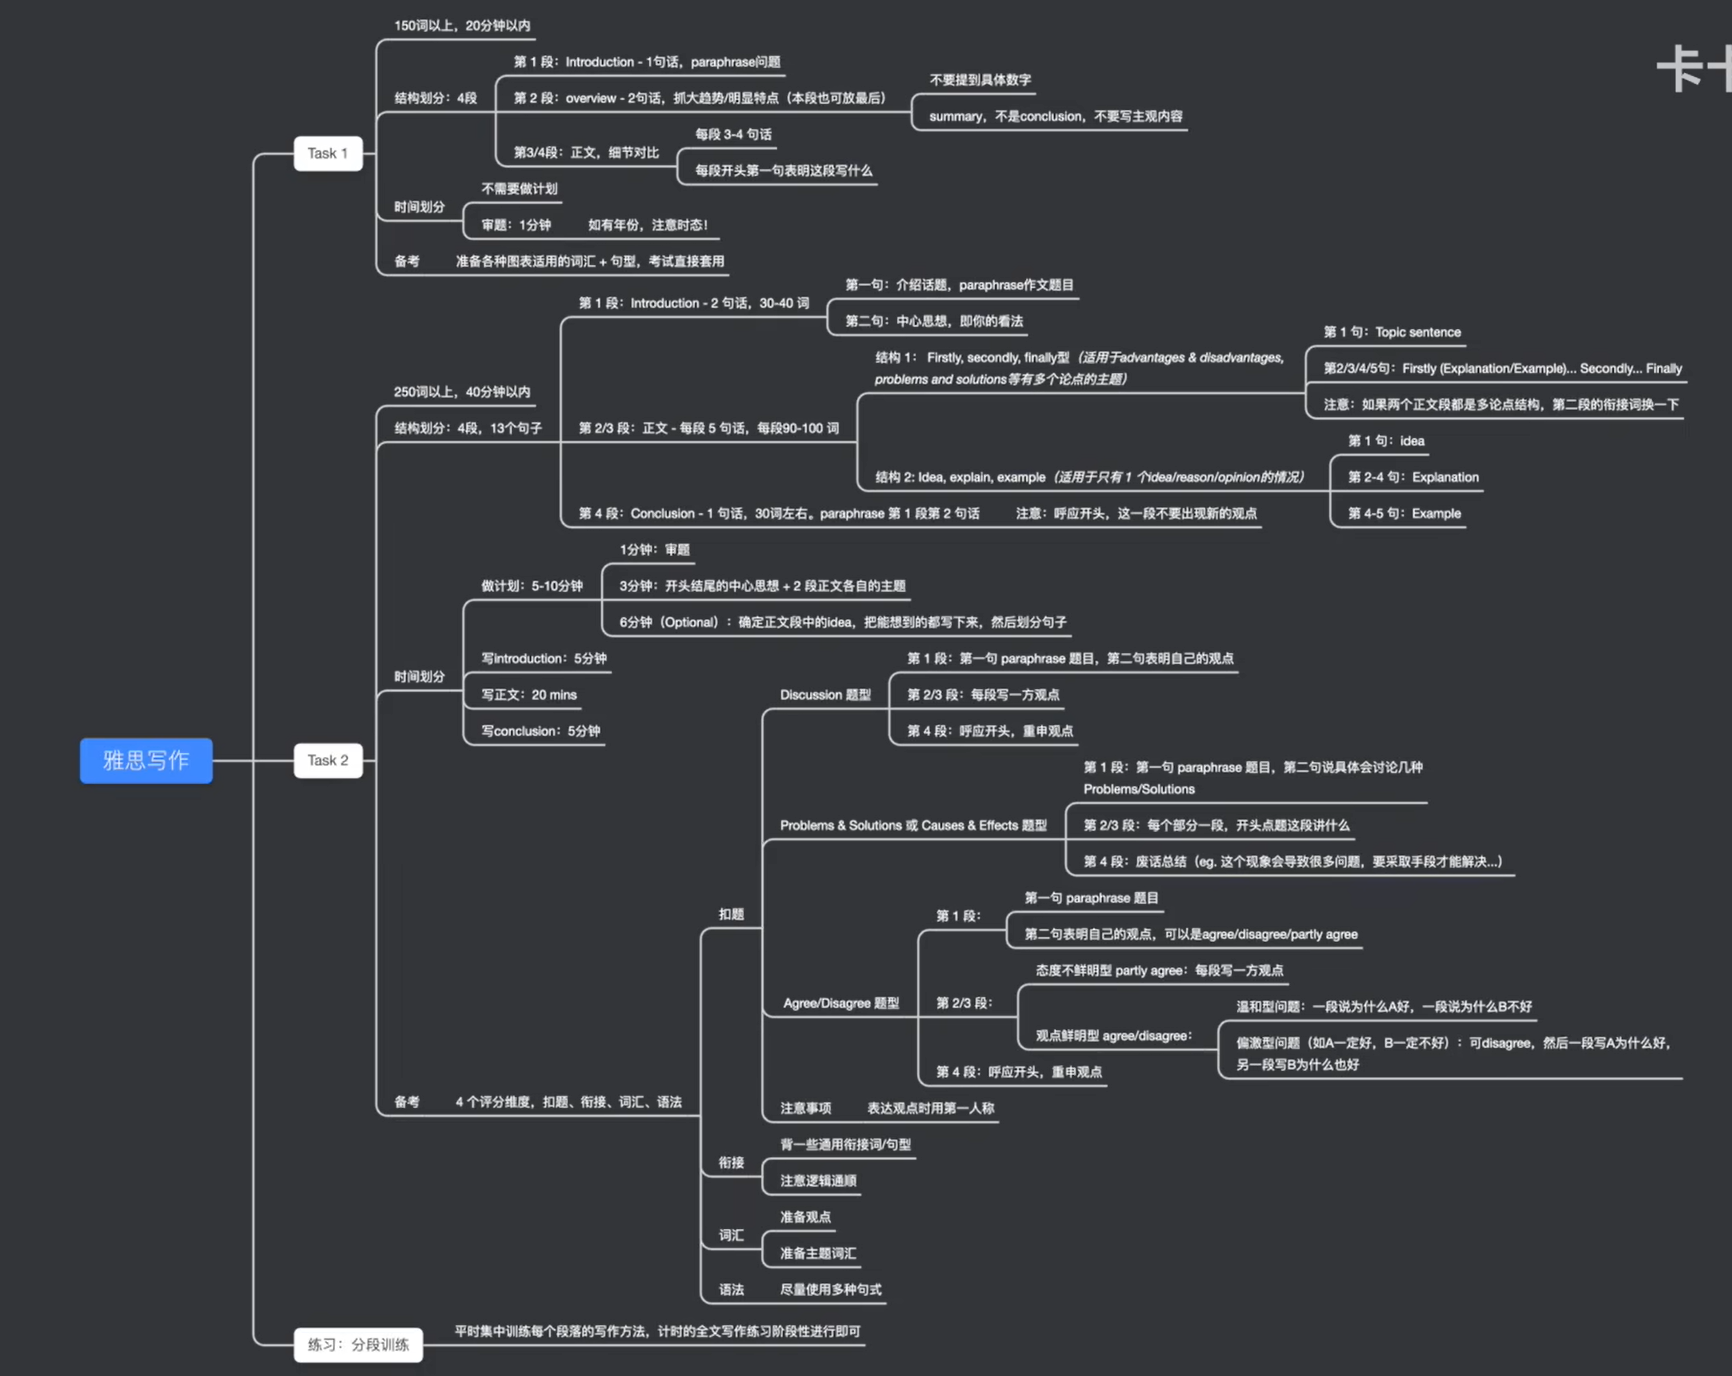 卡
150词以上，20分钟以内
第 1 段：Introduction - 1句话，paraphrase问题
结构划分：4段
第 2 段：overview - 2句话，抓大趋势/明显特点（本段也可放最后）
不要提到具体数字
summary，不是conclusion，不要写主观内容
第3/4段：正文，细节对比
每段 3-4 句话
每段开头第一句表明这段写什么
Task 1
时间划分
不需要做计划
审题：1分钟
如有年份，注意时态！
备考
准备各种图表适用的词汇 + 句型，考试直接套用
250词以上，40分钟以内
结构划分：4段，13个句子
第 1 段：Introduction - 2 句话，30-40 词
第一句：介绍话题，paraphrase作文题目
第二句：中心思想，即你的看法
第 2/3 段：正文 - 每段 5 句话，每段90-100 词
结构 1： Firstly, secondly, finally型（适用于advantages & disadvantages,
problems and solutions等有多个论点的主题）
第 1 句：Topic sentence
第2/3/4/5句：Firstly (Explanation/Example)... Secondly... Finally
注意：如果两个正文段都是多论点结构，第二段的衔接词换一下
结构 2: Idea, explain, example（适用于只有 1 个idea/reason/opinion的情况）
第 1 句：idea
第 2-4 句：Explanation
第 4-5 句：Example
第 4 段：Conclusion - 1 句话，30词左右。paraphrase 第 1 段第 2 句话
注意：呼应开头，这一段不要出现新的观点
时间划分
做计划：5-10分钟
1分钟：审题
3分钟：开头结尾的中心思想 + 2 段正文各自的主题
6分钟（Optional）：确定正文段中的idea，把能想到的都写下来，然后划分句子
写introduction：5分钟
写正文：20 mins
写conclusion：5分钟
雅思写作
Task 2
备考
4 个评分维度，扣题、衔接、词汇、语法
扣题
Discussion 题型
第 1 段：第一句 paraphrase 题目，第二句表明自己的观点
第 2/3 段：每段写一方观点
第 4 段：呼应开头，重申观点
Problems & Solutions 或 Causes & Effects 题型
第 1 段：第一句 paraphrase 题目，第二句说具体会讨论几种
Problems/Solutions
第 2/3 段：每个部分一段，开头点题这段讲什么
第 4 段：废话总结（eg. 这个现象会导致很多问题，要采取手段才能解决...）
Agree/Disagree 题型
第 1 段：
第一句 paraphrase 题目
第二句表明自己的观点，可以是agree/disagree/partly agree
第 2/3 段：
态度不鲜明型 partly agree：每段写一方观点
观点鲜明型 agree/disagree：
温和型问题：一段说为什么A好，一段说为什么B不好
偏激型问题（如A一定好，B一定不好）：可disagree，然后一段写A为什么好，
另一段写B为什么也好
第 4 段：呼应开头，重申观点
注意事项
表达观点时用第一人称
衔接
背一些通用衔接词/句型
注意逻辑通顺
词汇
准备观点
准备主题词汇
语法
尽量使用多种句式
练习：分段训练
平时集中训练每个段落的写作方法，计时的全文写作练习阶段性进行即可